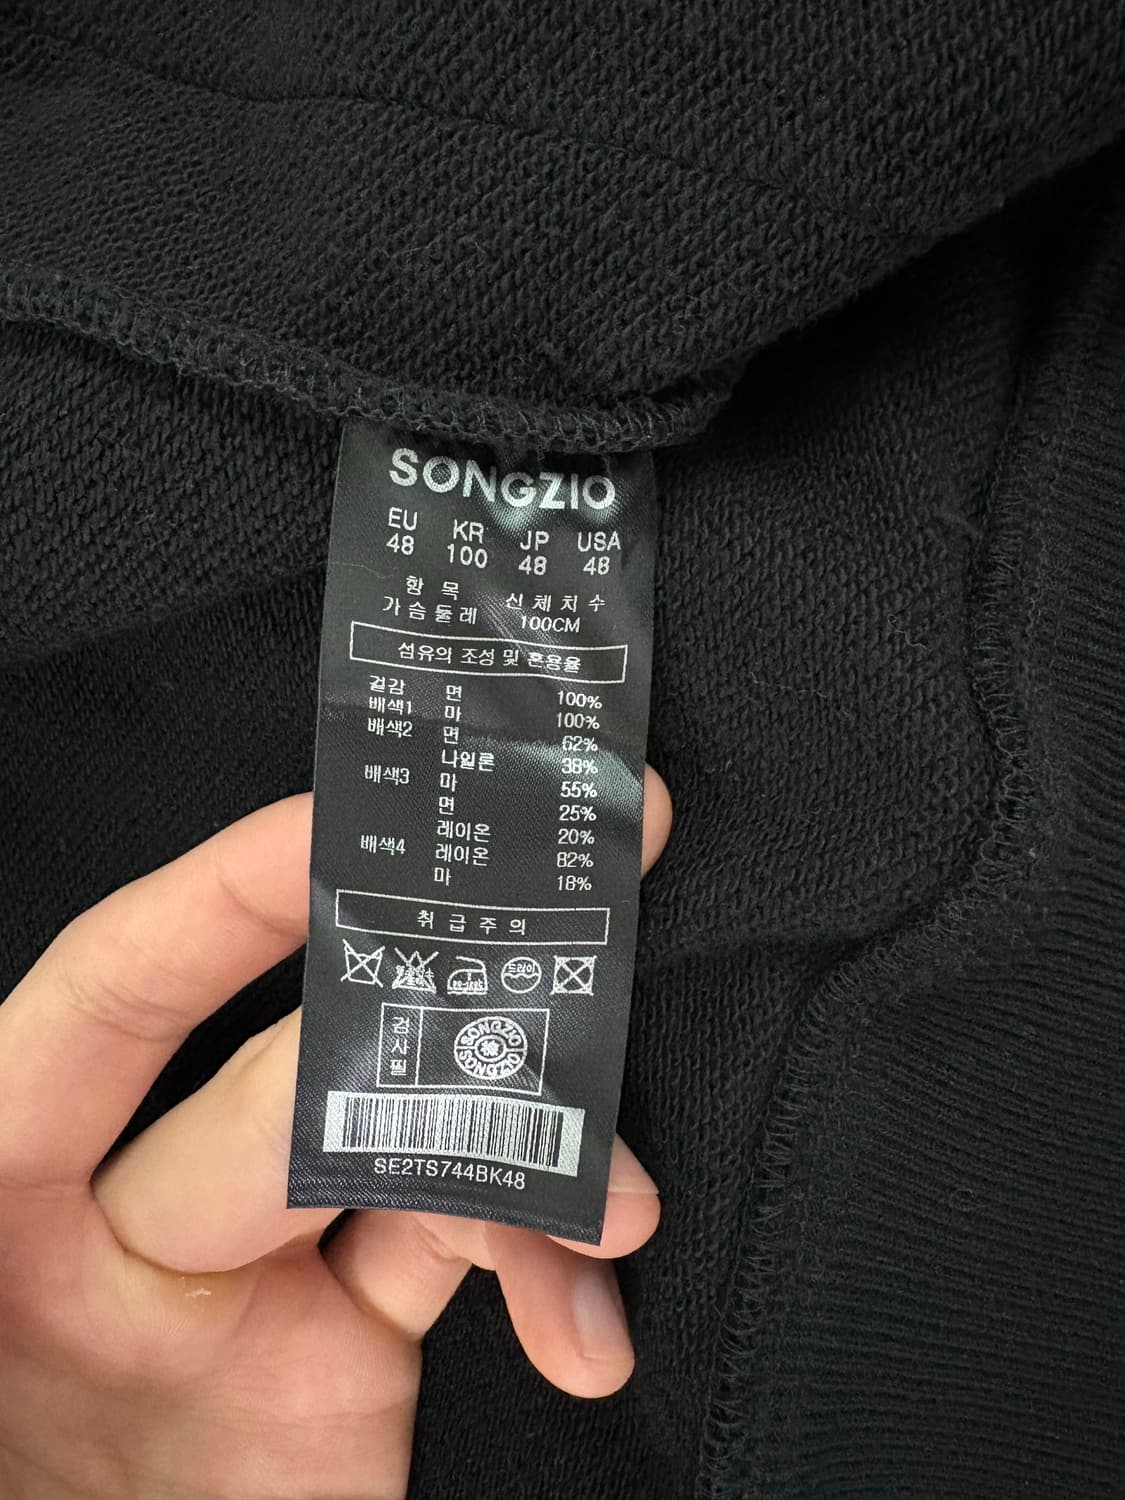 SONGZIO
EU KR JP USA
48 100 48 48
항 목 신 체 치 수
가 슴 둘 레 100CM
섬유의 조성 및 혼용율
겉감 면 100%
배색1 마 100%
배색2 면 62%
나일론 38%
배색3 마 55%
면 25%
레이온 20%
배색4 레이온 82%
마 18%
취 급 주 의
드라이
검사필
SONGZIO
SONGZIO
SE2TS744BK48